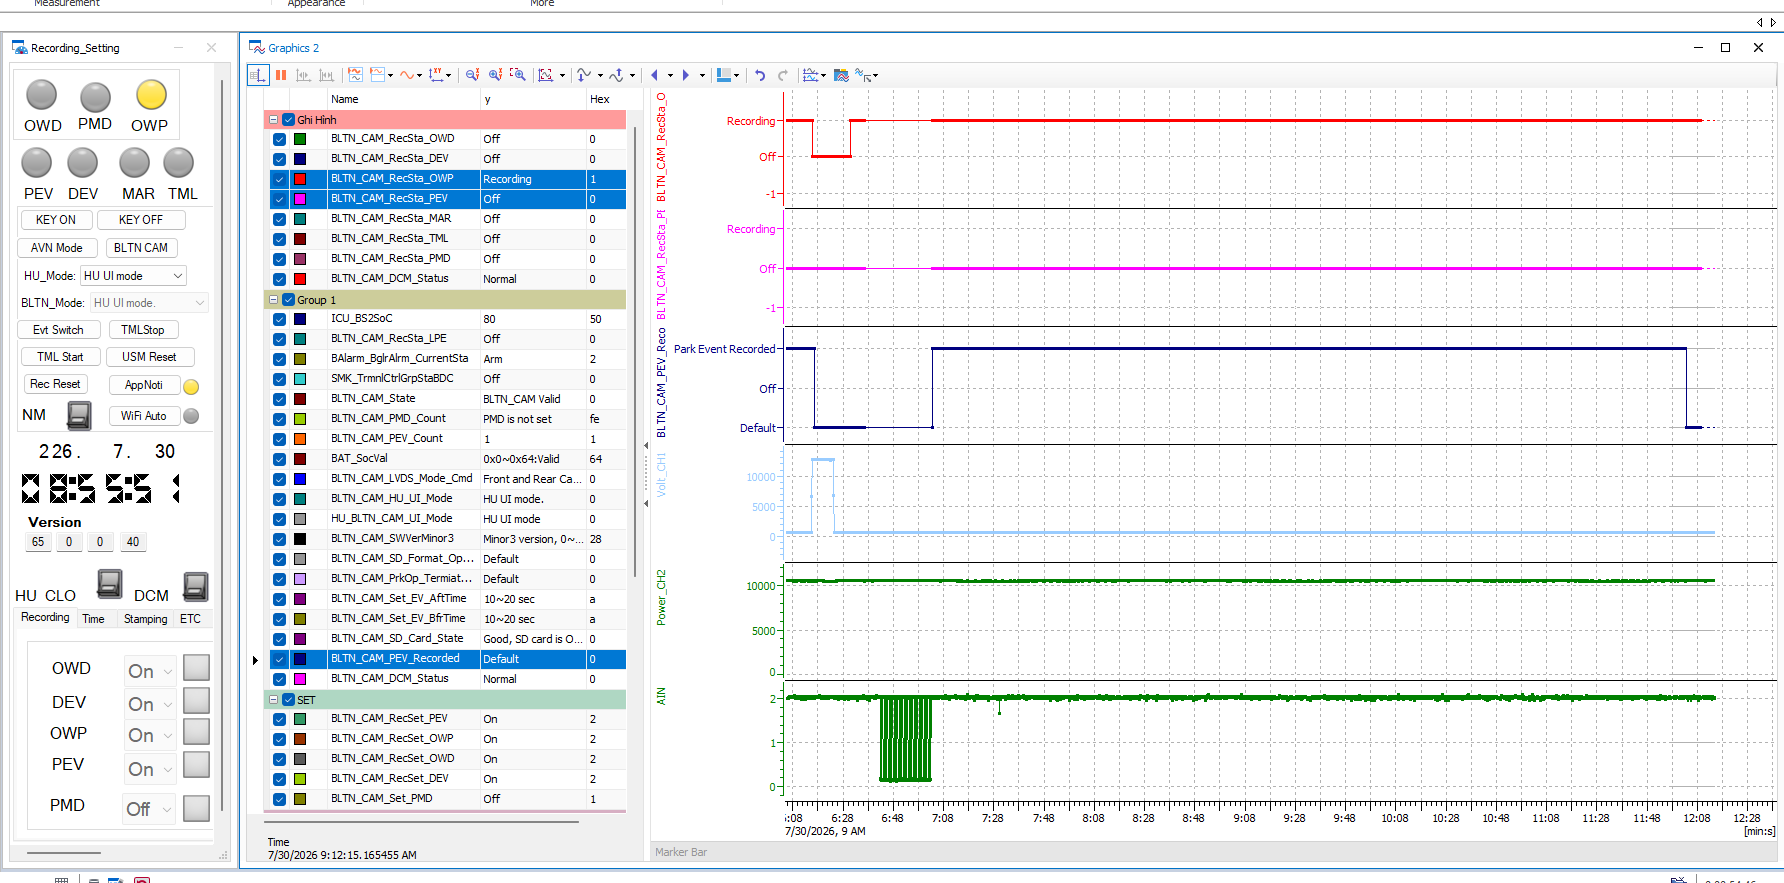 Measurement
Appearance
More
Recording_Setting
OWD PMD OWP
PEV DEV MAR TML
KEY ON KEY OFF
AVN Mode BLTN CAM
HU_Mode: HU UI mode
BLTN_Mode: HU UI mode.
Evt Switch TMLStop
TML Start USM Reset
Rec Reset AppNoti
NM WiFi Auto
226. 7. 30
08:55:51
Version
65 0 0 40
HU CLO DCM
Recording Time Stamping ETC
OWD On
DEV On
OWP On
PEV On
PMD Off
Graphics 2
Name y Hex
Ghi Hình
BLTN_CAM_RecSta_OWD Off 0
BLTN_CAM_RecSta_DEV Off 0
BLTN_CAM_RecSta_OWP Recording 1
BLTN_CAM_RecSta_PEV Off 0
BLTN_CAM_RecSta_MAR Off 0
BLTN_CAM_RecSta_TML Off 0
BLTN_CAM_RecSta_PMD Off 0
BLTN_CAM_DCM_Status Normal 0
Group 1
ICU_BS2SoC 80 50
BLTN_CAM_RecSta_LPE Off 0
BAlarm_BglrAlrm_CurrentSta Arm 2
SMK_TrmnlCtrlGrpStaBDC Off 0
BLTN_CAM_State BLTN_CAM Valid 0
BLTN_CAM_PMD_Count PMD is not set fe
BLTN_CAM_PEV_Count 1 1
BAT_SocVal 0x0~0x64:Valid 64
BLTN_CAM_LVDS_Mode_Cmd Front and Rear Ca... 0
BLTN_CAM_HU_UI_Mode HU UI mode. 0
HU_BLTN_CAM_UI_Mode HU UI mode 0
BLTN_CAM_SWVerMinor3 Minor3 version, 0~... 28
BLTN_CAM_SD_Format_Op... Default 0
BLTN_CAM_PrkOp_Termiat... Default 0
BLTN_CAM_Set_EV_AftTime 10~20 sec a
BLTN_CAM_Set_EV_BfrTime 10~20 sec a
BLTN_CAM_SD_Card_State Good, SD card is O... 0
BLTN_CAM_PEV_Recorded Default 0
BLTN_CAM_DCM_Status Normal 0
SET
BLTN_CAM_RecSet_PEV On 2
BLTN_CAM_RecSet_OWP On 2
BLTN_CAM_RecSet_OWD On 2
BLTN_CAM_RecSet_DEV On 2
BLTN_CAM_Set_PMD Off 1
Time
7/30/2026 9:12:15.165455 AM
BLTN_CAM_RecSta_O
Recording
Off
-1
BLTN_CAM_RecSta_PE
Recording
Off
-1
BLTN_CAM_PEV_Reco
Park Event Recorded
Off
Default
Volt_CH1
10000
5000
0
Power_CH2
10000
5000
0
AIN
2
1
0
6:08 6:28 6:48 7:08 7:28 7:48 8:08 8:28 8:48 9:08 9:28 9:48 10:08 10:28 10:48 11:08 11:28 11:48 12:08 12:28
7/30/2026, 9 AM
[min:s]
Marker Bar